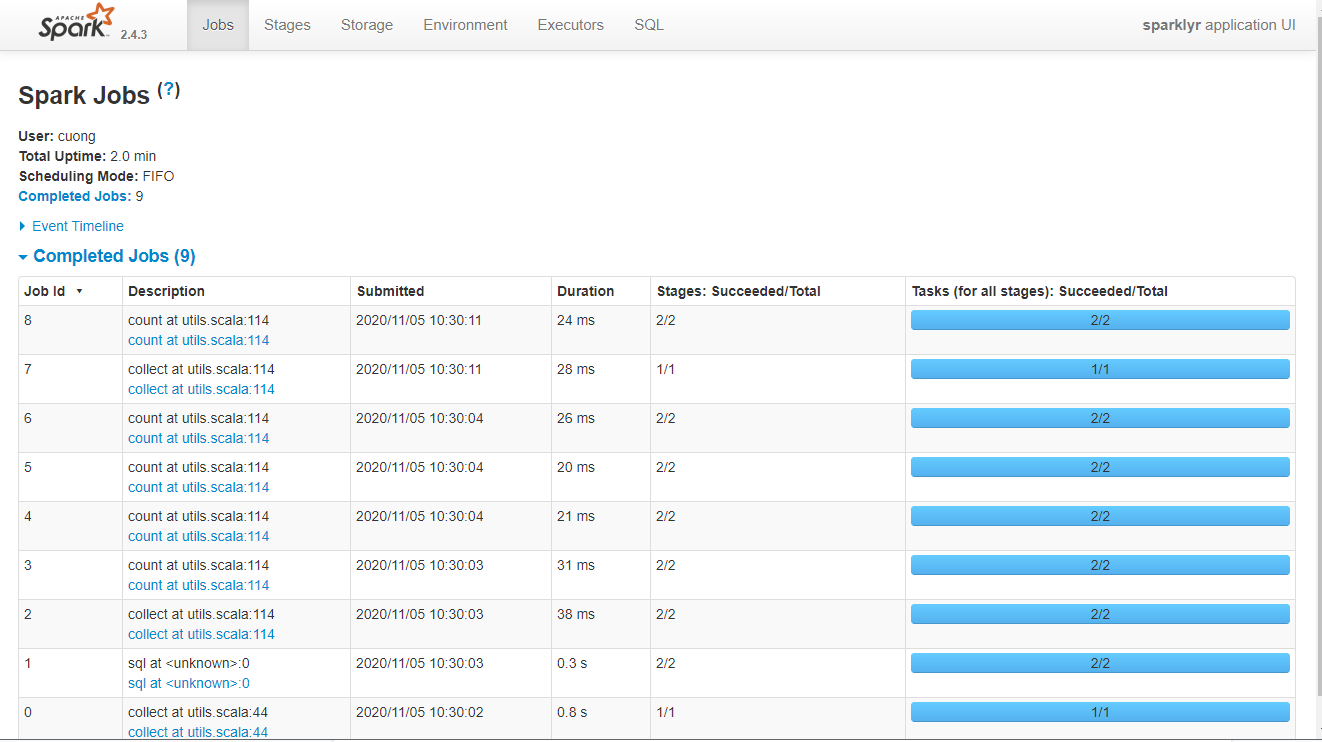 APACHE
Spark 2.4.3 Jobs Stages Storage Environment Executors SQL sparklyr application UI
Spark Jobs (?)
User: cuong
Total Uptime: 2.0 min
Scheduling Mode: FIFO
Completed Jobs: 9
Event Timeline
Completed Jobs (9)
Job Id Description Submitted Duration Stages: Succeeded/Total Tasks (for all stages): Succeeded/Total
8 count at utils.scala:114 2020/11/05 10:30:11 24 ms 2/2 2/2
count at utils.scala:114
7 collect at utils.scala:114 2020/11/05 10:30:11 28 ms 1/1 1/1
collect at utils.scala:114
6 count at utils.scala:114 2020/11/05 10:30:04 26 ms 2/2 2/2
count at utils.scala:114
5 count at utils.scala:114 2020/11/05 10:30:04 20 ms 2/2 2/2
count at utils.scala:114
4 count at utils.scala:114 2020/11/05 10:30:04 21 ms 2/2 2/2
count at utils.scala:114
3 count at utils.scala:114 2020/11/05 10:30:03 31 ms 2/2 2/2
count at utils.scala:114
2 collect at utils.scala:114 2020/11/05 10:30:03 38 ms 2/2 2/2
collect at utils.scala:114
1 sql at <unknown>:0 2020/11/05 10:30:03 0.3 s 2/2 2/2
sql at <unknown>:0
0 collect at utils.scala:44 2020/11/05 10:30:02 0.8 s 1/1 1/1
collect at utils.scala:44